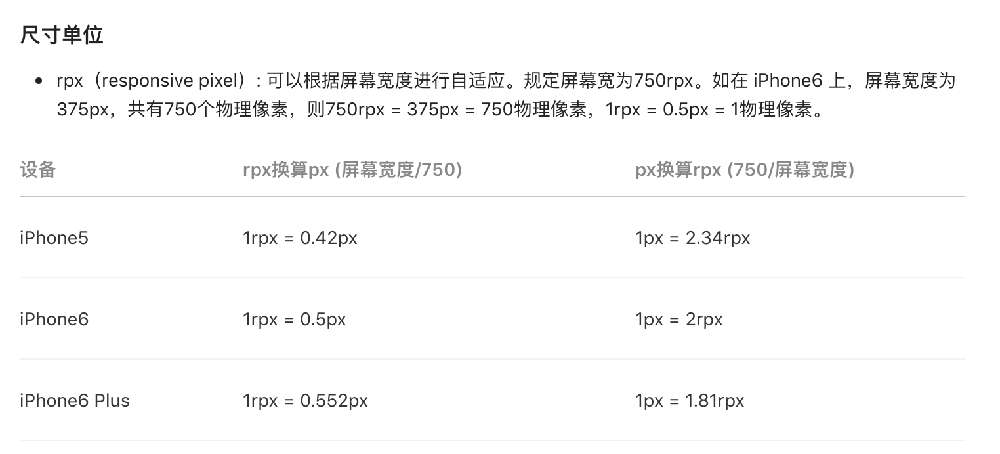 尺寸单位
• rpx（responsive pixel）: 可以根据屏幕宽度进行自适应。规定屏幕宽为750rpx。如在 iPhone6 上，屏幕宽度为
375px，共有750个物理像素，则750rpx = 375px = 750物理像素，1rpx = 0.5px = 1物理像素。
设备 rpx换算px (屏幕宽度/750) px换算rpx (750/屏幕宽度)
iPhone5 1rpx = 0.42px 1px = 2.34rpx
iPhone6 1rpx = 0.5px 1px = 2rpx
iPhone6 Plus 1rpx = 0.552px 1px = 1.81rpx